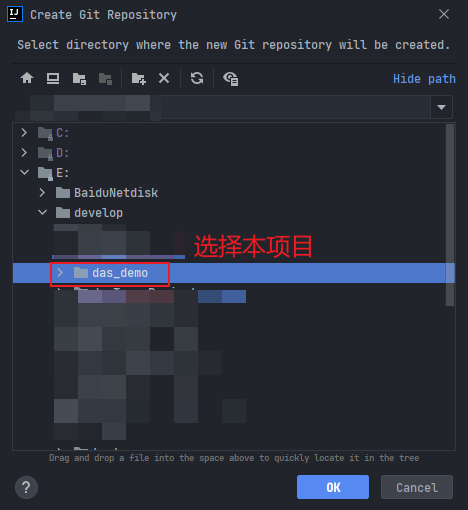 Create Git Repository
Select directory where the new Git repository will be created.
Hide path
C:
D:
E:
BaiduNetdisk
develop
选择本项目
das_demo
Drag and drop a file into the space above to quickly locate it in the tree
?
OK
Cancel